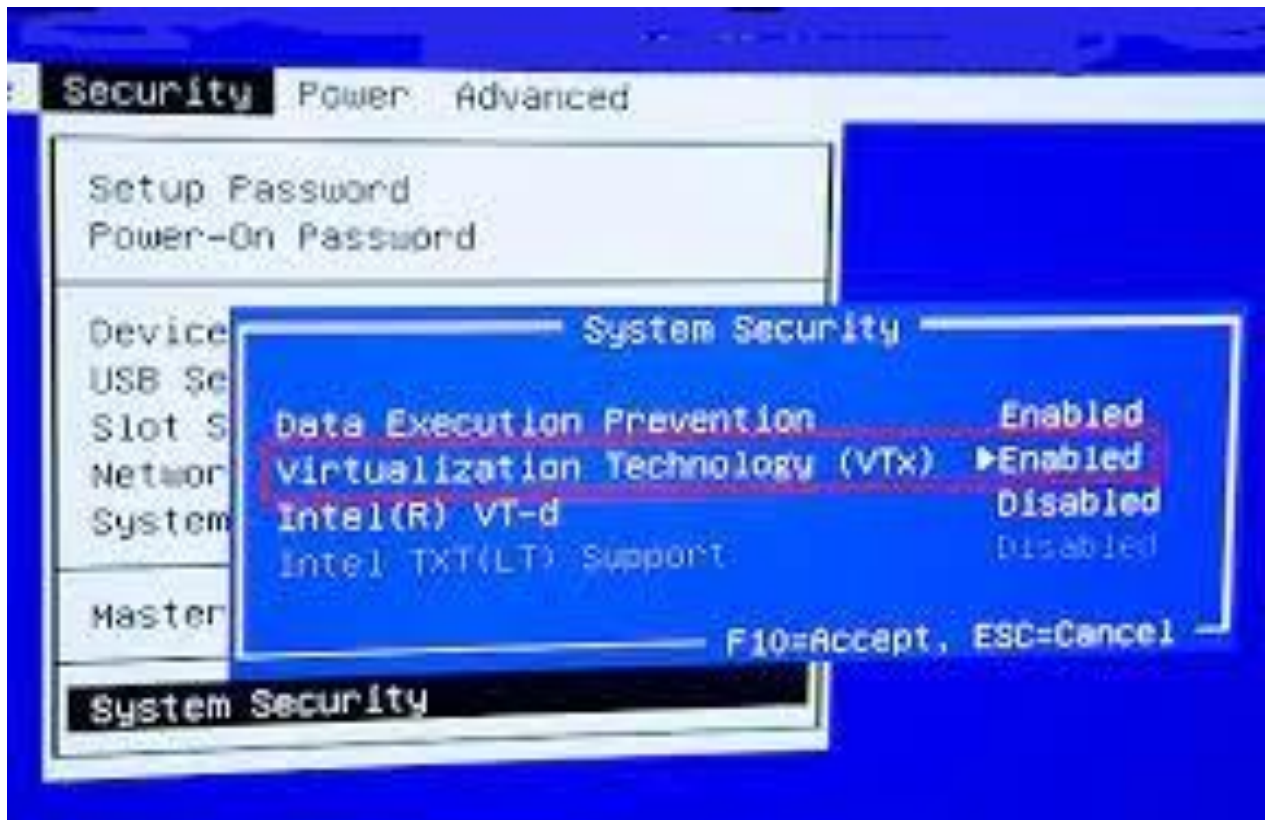 Security Power Advanced
Setup Password
Power-On Password
Device
USB Se
Slot S
Networ
System
Master
System Security
System Security
Data Execution Prevention Enabled
Virtualization Technology (VTx) ▶Enabled
Intel(R) VT-d Disabled
Intel TXT(LT) Support Disabled
F10=Accept, ESC=Cancel